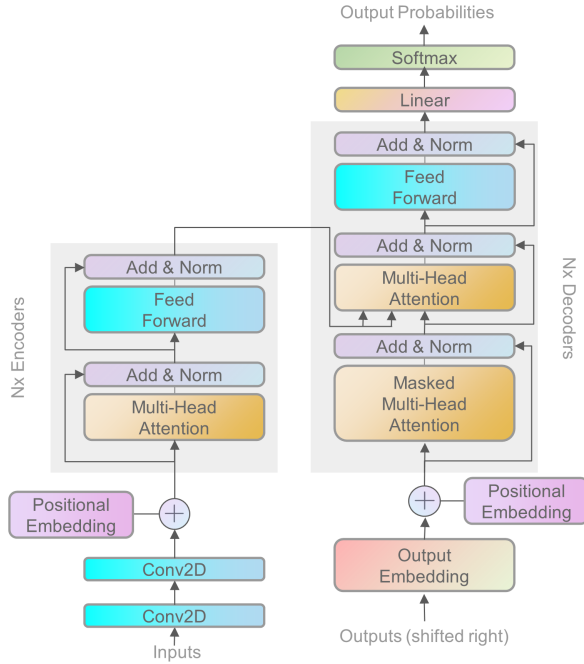 Output Probabilities
Softmax
Linear
Add & Norm
Feed
Forward
Add & Norm
Multi-Head
Attention
Add & Norm
Masked
Multi-Head
Attention
Nx Decoders
Positional
Embedding
Output
Embedding
Outputs (shifted right)
Nx Encoders
Add & Norm
Feed
Forward
Add & Norm
Multi-Head
Attention
Positional
Embedding
Conv2D
Conv2D
Inputs